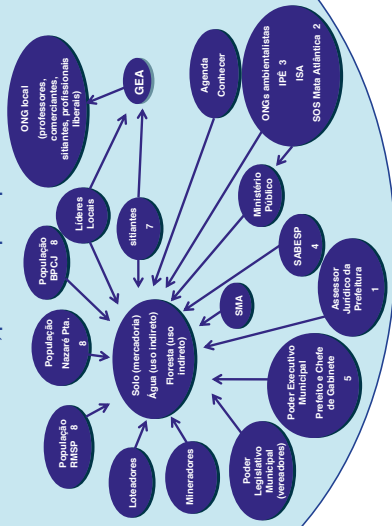 ONG local
(professores,
comerciantes,
sitiantes, profissionais
liberais)
GEA
Líderes
Locais
sitiantes
7
População
BPCJ 8
População
Nazaré Pta.
8
População
RMSP 8
Loteadores
Mineradores
Solo (mercadoria)
Água (uso indireto)
Floresta (uso
indireto)
Agenda
Conhecer
ONGs ambientalistas
IPÊ 3
ISA
SOS Mata Atlântica 2
Ministério
Público
SABESP
4
SMA
Assessor
Jurídico da
Prefeitura
1
Poder Executivo
Municipal
Prefeito e Chefe
de Gabinete
5
Poder
Legislativo
Municipal
(vereadores)